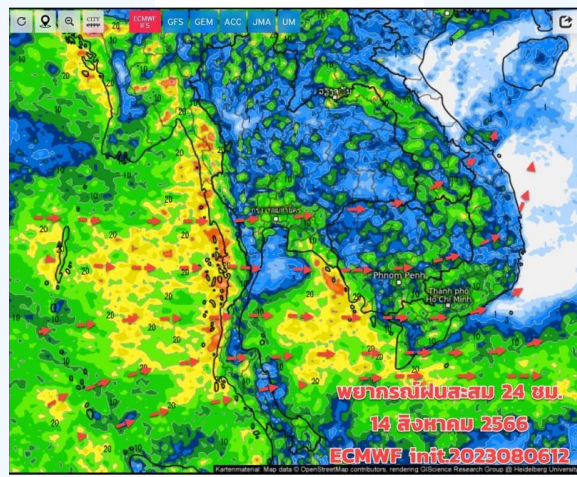 CITY
ECMWF IFS GFS GEM ACC JMA UM
Phnom Penh
Thành phố
Hồ Chí Minh
พยากรณ์ฝนสะสม 24 ชม.
14 สิงหาคม 2566
ECMWF init.2023080612
Kartenmaterial Map data © OpenStreetMap contributors, rendering GIScience Research Group @ Heidelberg University